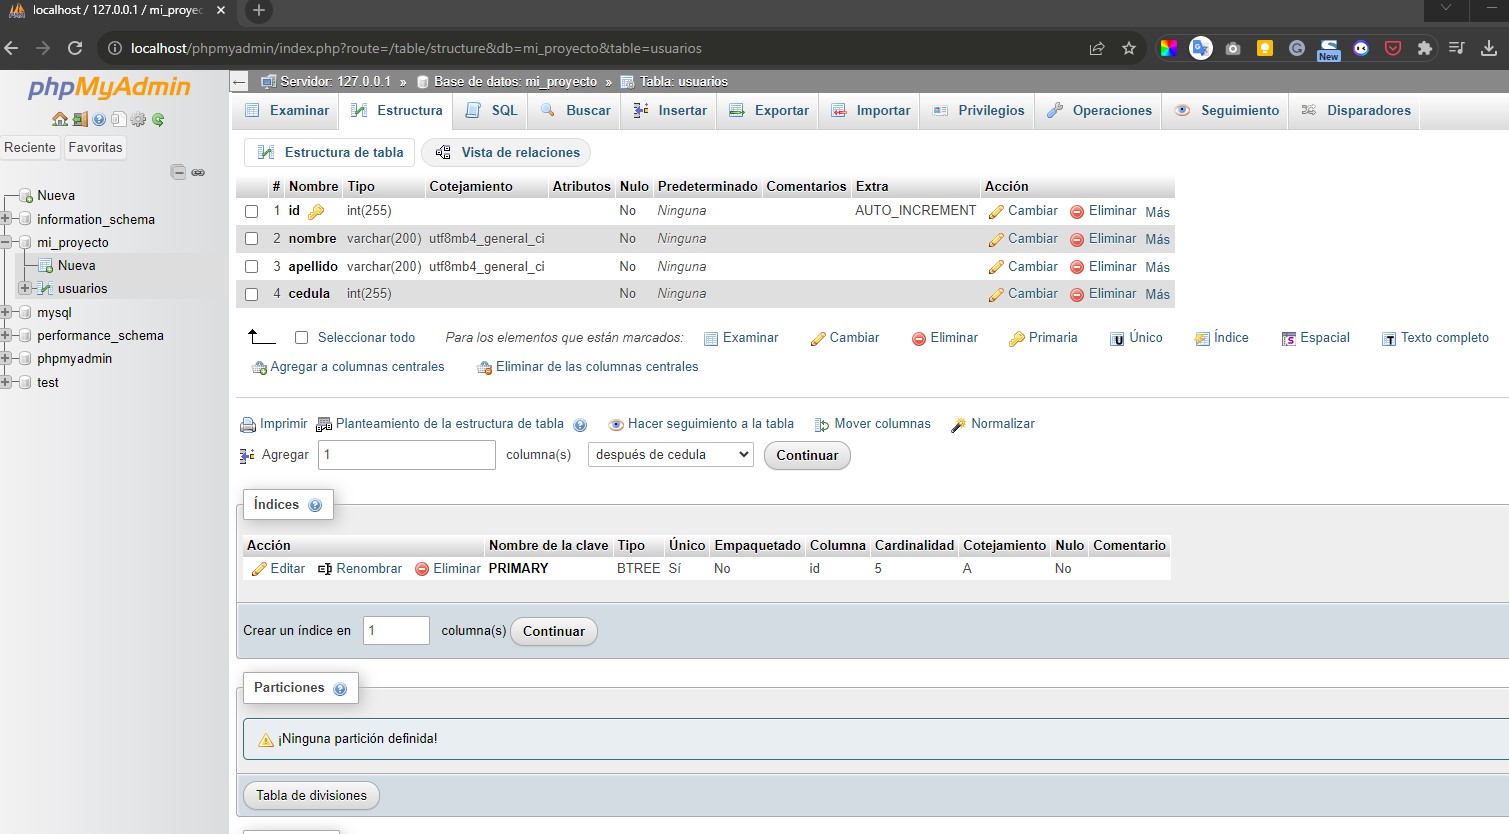 localhost / 127.0.0.1 / mi_proyec
localhost/phpmyadmin/index.php?route=/table/structure&db=mi_proyecto&table=usuarios
New
phpMyAdmin
Reciente Favoritas
Nueva
information_schema
mi_proyecto
Nueva
usuarios
mysql
performance_schema
phpmyadmin
test
Servidor: 127.0.0.1 » Base de datos: mi_proyecto » Tabla: usuarios
Examinar Estructura SQL Buscar Insertar Exportar Importar Privilegios Operaciones Seguimiento Disparadores
Estructura de tabla Vista de relaciones
# Nombre Tipo Cotejamiento Atributos Nulo Predeterminado Comentarios Extra Acción
1 id int(255) No Ninguna AUTO_INCREMENT Cambiar Eliminar Más
2 nombre varchar(200) utf8mb4_general_ci No Ninguna Cambiar Eliminar Más
3 apellido varchar(200) utf8mb4_general_ci No Ninguna Cambiar Eliminar Más
4 cedula int(255) No Ninguna Cambiar Eliminar Más
Seleccionar todo Para los elementos que están marcados: Examinar Cambiar Eliminar Primaria Único Índice Espacial Texto completo
Agregar a columnas centrales Eliminar de las columnas centrales
Imprimir Planteamiento de la estructura de tabla Hacer seguimiento a la tabla Mover columnas Normalizar
Agregar 1 columna(s) después de cedula Continuar
Índices
Acción Nombre de la clave Tipo Único Empaquetado Columna Cardinalidad Cotejamiento Nulo Comentario
Editar Renombrar Eliminar PRIMARY BTREE Sí No id 5 A No
Crear un índice en 1 columna(s) Continuar
Particiones
¡Ninguna partición definida!
Tabla de divisiones